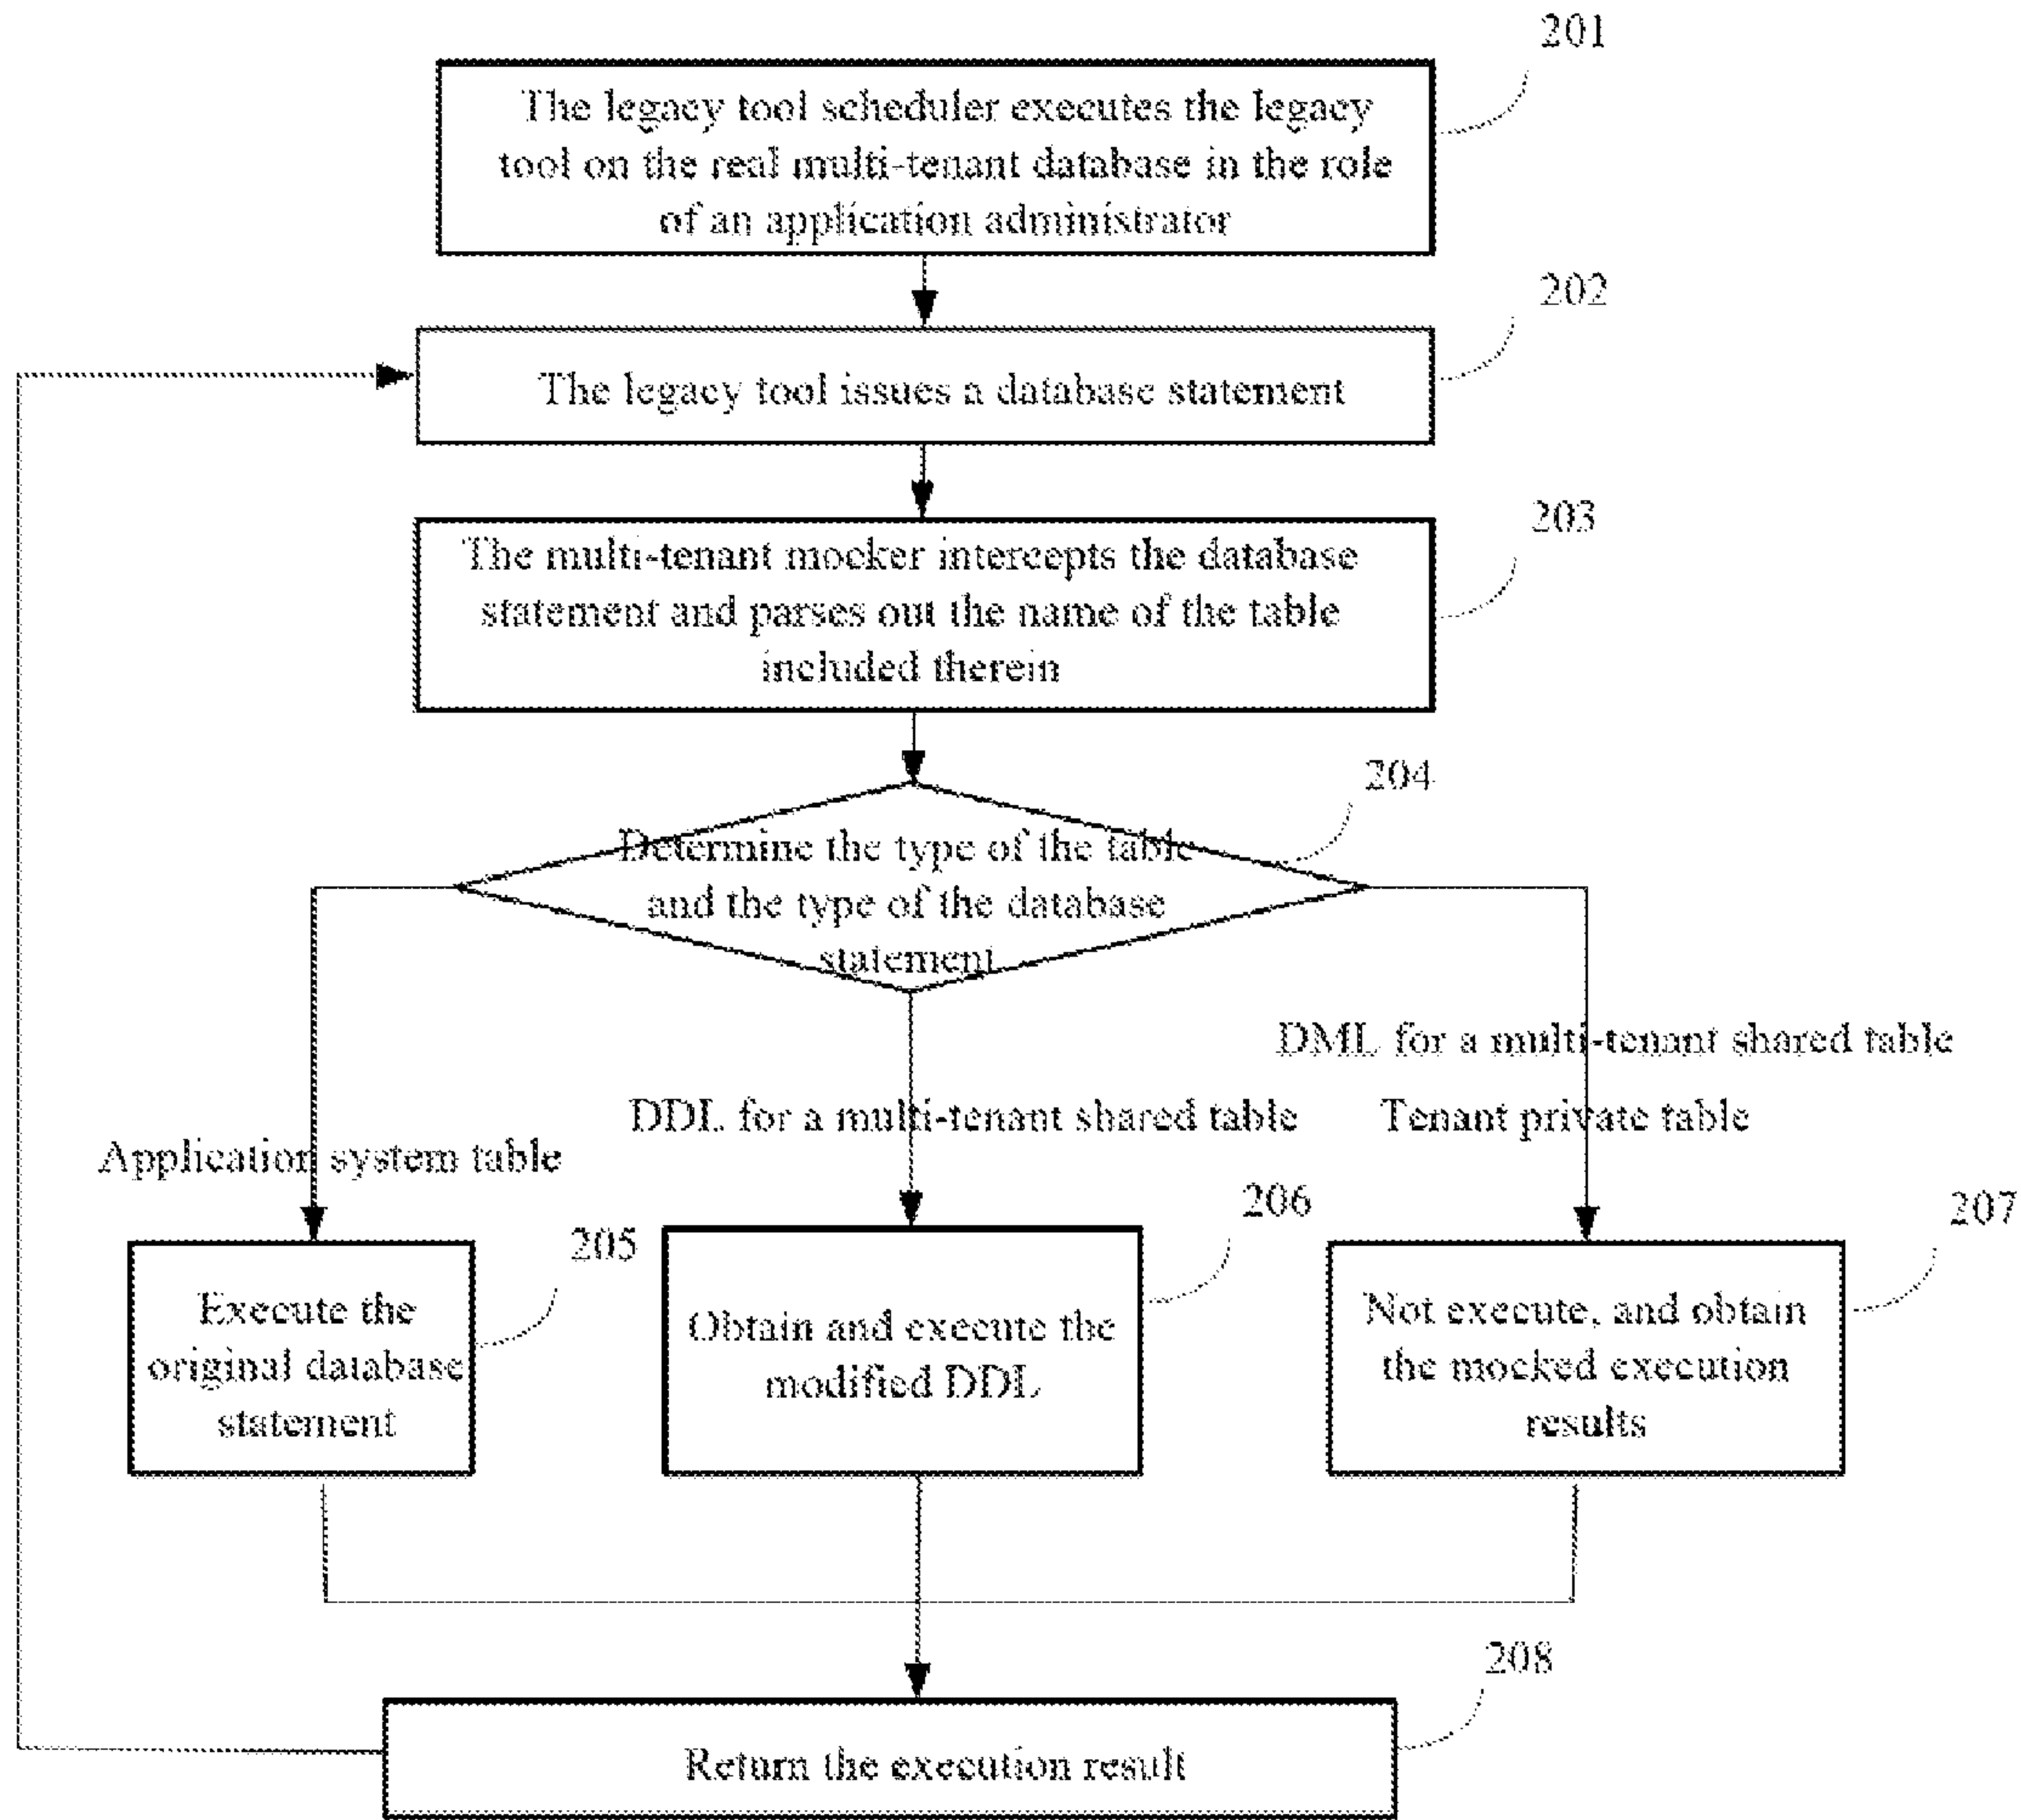 201
The legacy tool scheduler executes the legacy
tool on the real multi-tenant database in the role
of an application administrator
202
The legacy tool issues a database statement
203
The multi-tenant mocker intercepts the database
statement and parses out the name of the table
included therein
204
Determine the type of the table
and the type of the database
statement
DML for a multi-tenant shared table
DDL for a multi-tenant shared table
Tenant private table
Application system table
205
206
207
Execute the
original database
statement
Obtain and execute the
modified DDL
Not execute, and obtain
the mocked execution
results
208
Return the execution result